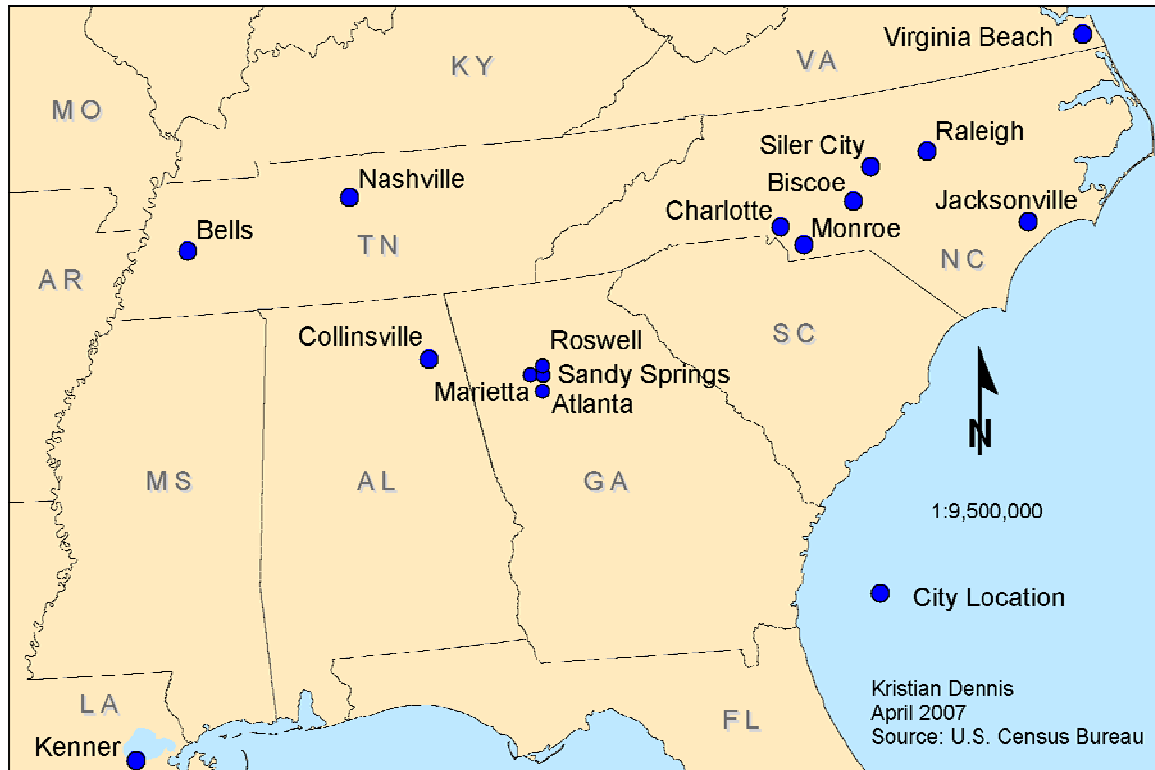 Virginia Beach
KY
VA
MO
Raleigh
Siler City
Nashville
Biscoe
Jacksonville
Charlotte
Bells
Monroe
TN
NC
AR
Collinsville
Roswell
SC
Sandy Springs
Marietta
Atlanta
N
MS
AL
GA
1:9,500,000
City Location
Kristian Dennis
LA
April 2007
FL
Source: U.S. Census Bureau
Kenner